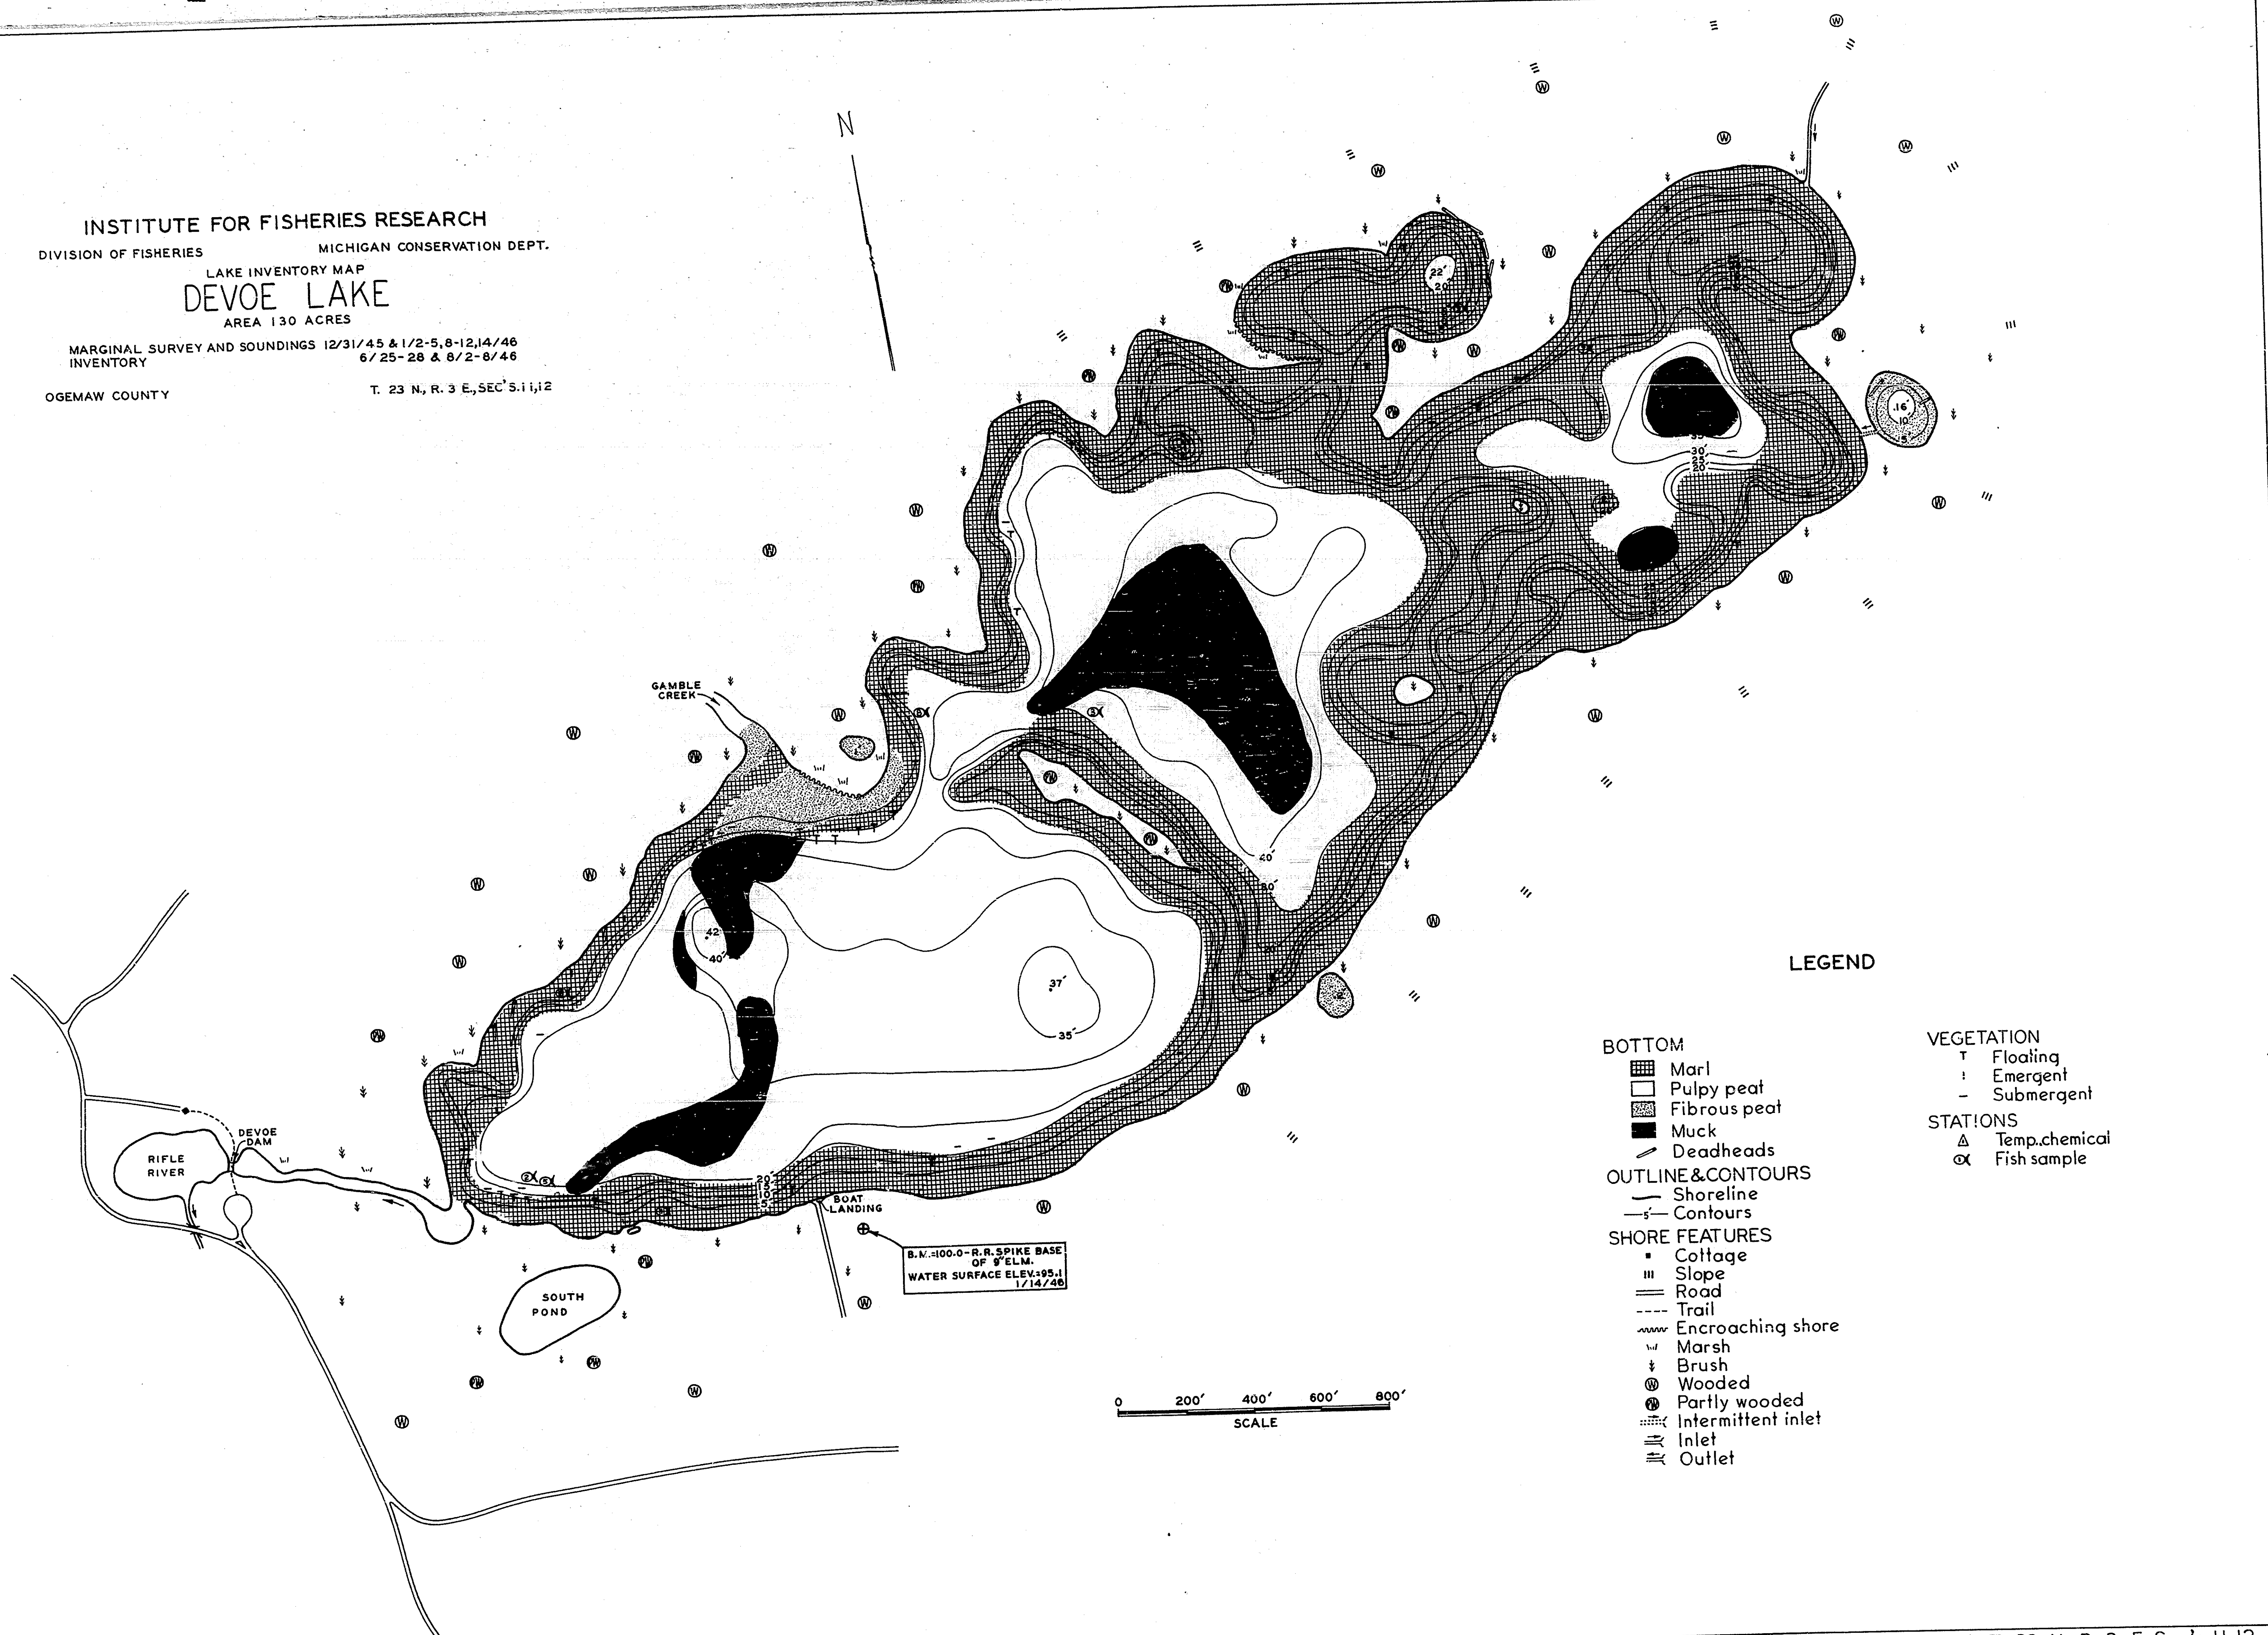 N
INSTITUTE FOR FISHERIES RESEARCH
DIVISION OF FISHERIES MICHIGAN CONSERVATION DEPT.
LAKE INVENTORY MAP
DEVOE LAKE
AREA 130 ACRES
MARGINAL SURVEY AND SOUNDINGS 12/31/45 & 1/2-5,8-12,14/46
INVENTORY 6/25-28 & 8/2-8/46
OGEMAW COUNTY T. 23 N., R. 3 E., SEC'S. 11,12
22'
20'
16'
10'
5'
30'
25'
20'
GAMBLE
CREEK
40'
30'
42'
40'
37'
35'
DEVOE
DAM
RIFLE
RIVER
20'
15'
10'
5'
BOAT
LANDING
B.M.=100.0-R.R. SPIKE BASE
OF 9" ELM.
WATER SURFACE ELEV.=95.1
1/14/46
SOUTH
POND
0 200' 400' 600' 800'
SCALE
LEGEND
BOTTOM
Marl
Pulpy peat
Fibrous peat
Muck
Deadheads
OUTLINE & CONTOURS
Shoreline
5' Contours
SHORE FEATURES
Cottage
Slope
Road
Trail
Encroaching shore
Marsh
Brush
W Wooded
PW Partly wooded
Intermittent inlet
Inlet
Outlet
VEGETATION
T Floating
Emergent
Submergent
STATIONS
Temp., chemical
Fish sample